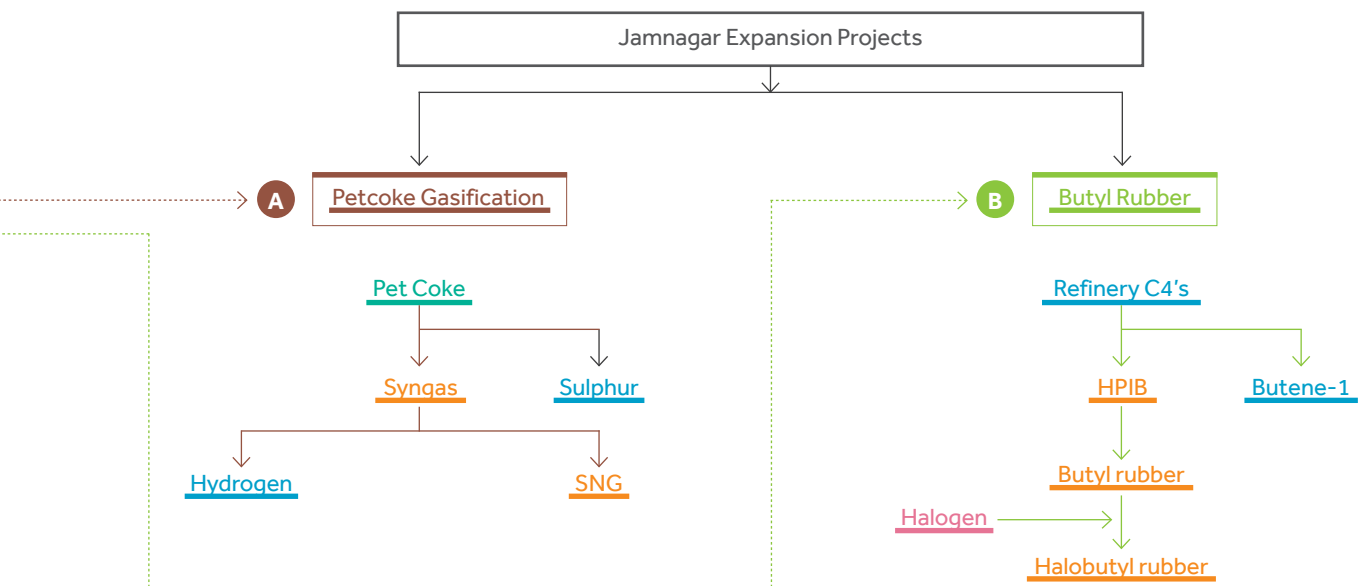 Jamnagar Expansion Projects
A
Petcoke Gasification
B
Butyl Rubber
Pet Coke
Refinery C4's
Syngas
Sulphur
HPIB
Butene-1
Hydrogen
SNG
Butyl rubber
Halogen
Halobutyl rubber